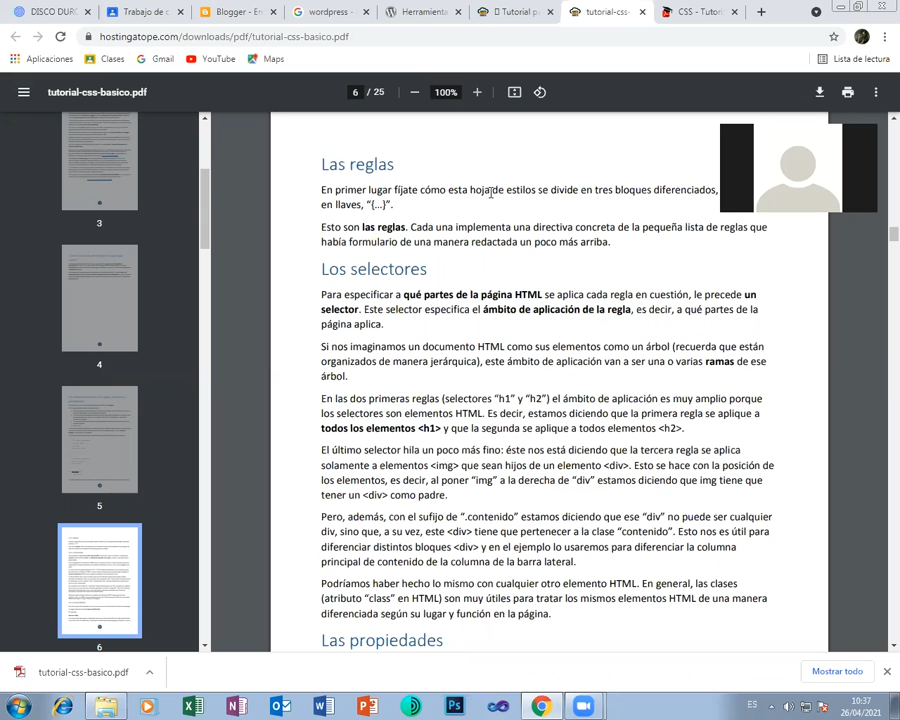 DISCO DURO
Trabajo de c
Blogger - En
wordpress -
Herramienta
Tutorial p
tutorial-css-
CSS - Tutori
hostingatope.com/downloads/pdf/tutorial-css-basico.pdf
Aplicaciones
Clases
Gmail
YouTube
Maps
Lista de lectura
tutorial-css-basico.pdf
6 / 25
100%
3
4
5
6
Las reglas
En primer lugar fíjate cómo esta hoja de estilos se divide en tres bloques diferenciados,
en llaves, “{…}”.
Esto son las reglas. Cada una implementa una directiva concreta de la pequeña lista de reglas que
había formulario de una manera redactada un poco más arriba.
Los selectores
Para especificar a qué partes de la página HTML se aplica cada regla en cuestión, le precede un
selector. Este selector especifica el ámbito de aplicación de la regla, es decir, a qué partes de la
página aplica.
Si nos imaginamos un documento HTML como sus elementos como un árbol (recuerda que están
organizados de manera jerárquica), este ámbito de aplicación van a ser una o varias ramas de ese
árbol.
En las dos primeras reglas (selectores “h1” y “h2”) el ámbito de aplicación es muy amplio porque
los selectores son elementos HTML. Es decir, estamos diciendo que la primera regla se aplique a
todos los elementos <h1> y que la segunda se aplique a todos elementos <h2>.
El último selector hila un poco más fino: éste nos está diciendo que la tercera regla se aplica
solamente a elementos <img> que sean hijos de un elemento <div>. Esto se hace con la posición de
los elementos, es decir, al poner “img” a la derecha de “div” estamos diciendo que img tiene que
tener un <div> como padre.
Pero, además, con el sufijo de “.contenido” estamos diciendo que ese “div” no puede ser cualquier
div, sino que, a su vez, este <div> tiene que pertenecer a la clase “contenido”. Esto nos es útil para
diferenciar distintos bloques <div> y en el ejemplo lo usaremos para diferenciar la columna
principal de contenido de la columna de la barra lateral.
Podríamos haber hecho lo mismo con cualquier otro elemento HTML. En general, las clases
(atributo “class” en HTML) son muy útiles para tratar los mismos elementos HTML de una manera
diferenciada según su lugar y función en la página.
Las propiedades
tutorial-css-basico.pdf
Mostrar todo
ES
10:37
26/04/2021